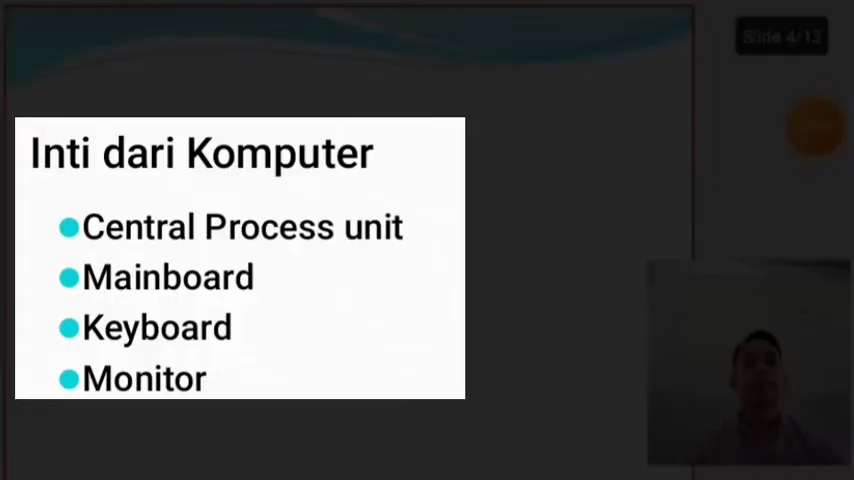 Slide 4/13
Inti dari Komputer
Central Process unit
Mainboard
Keyboard
Monitor